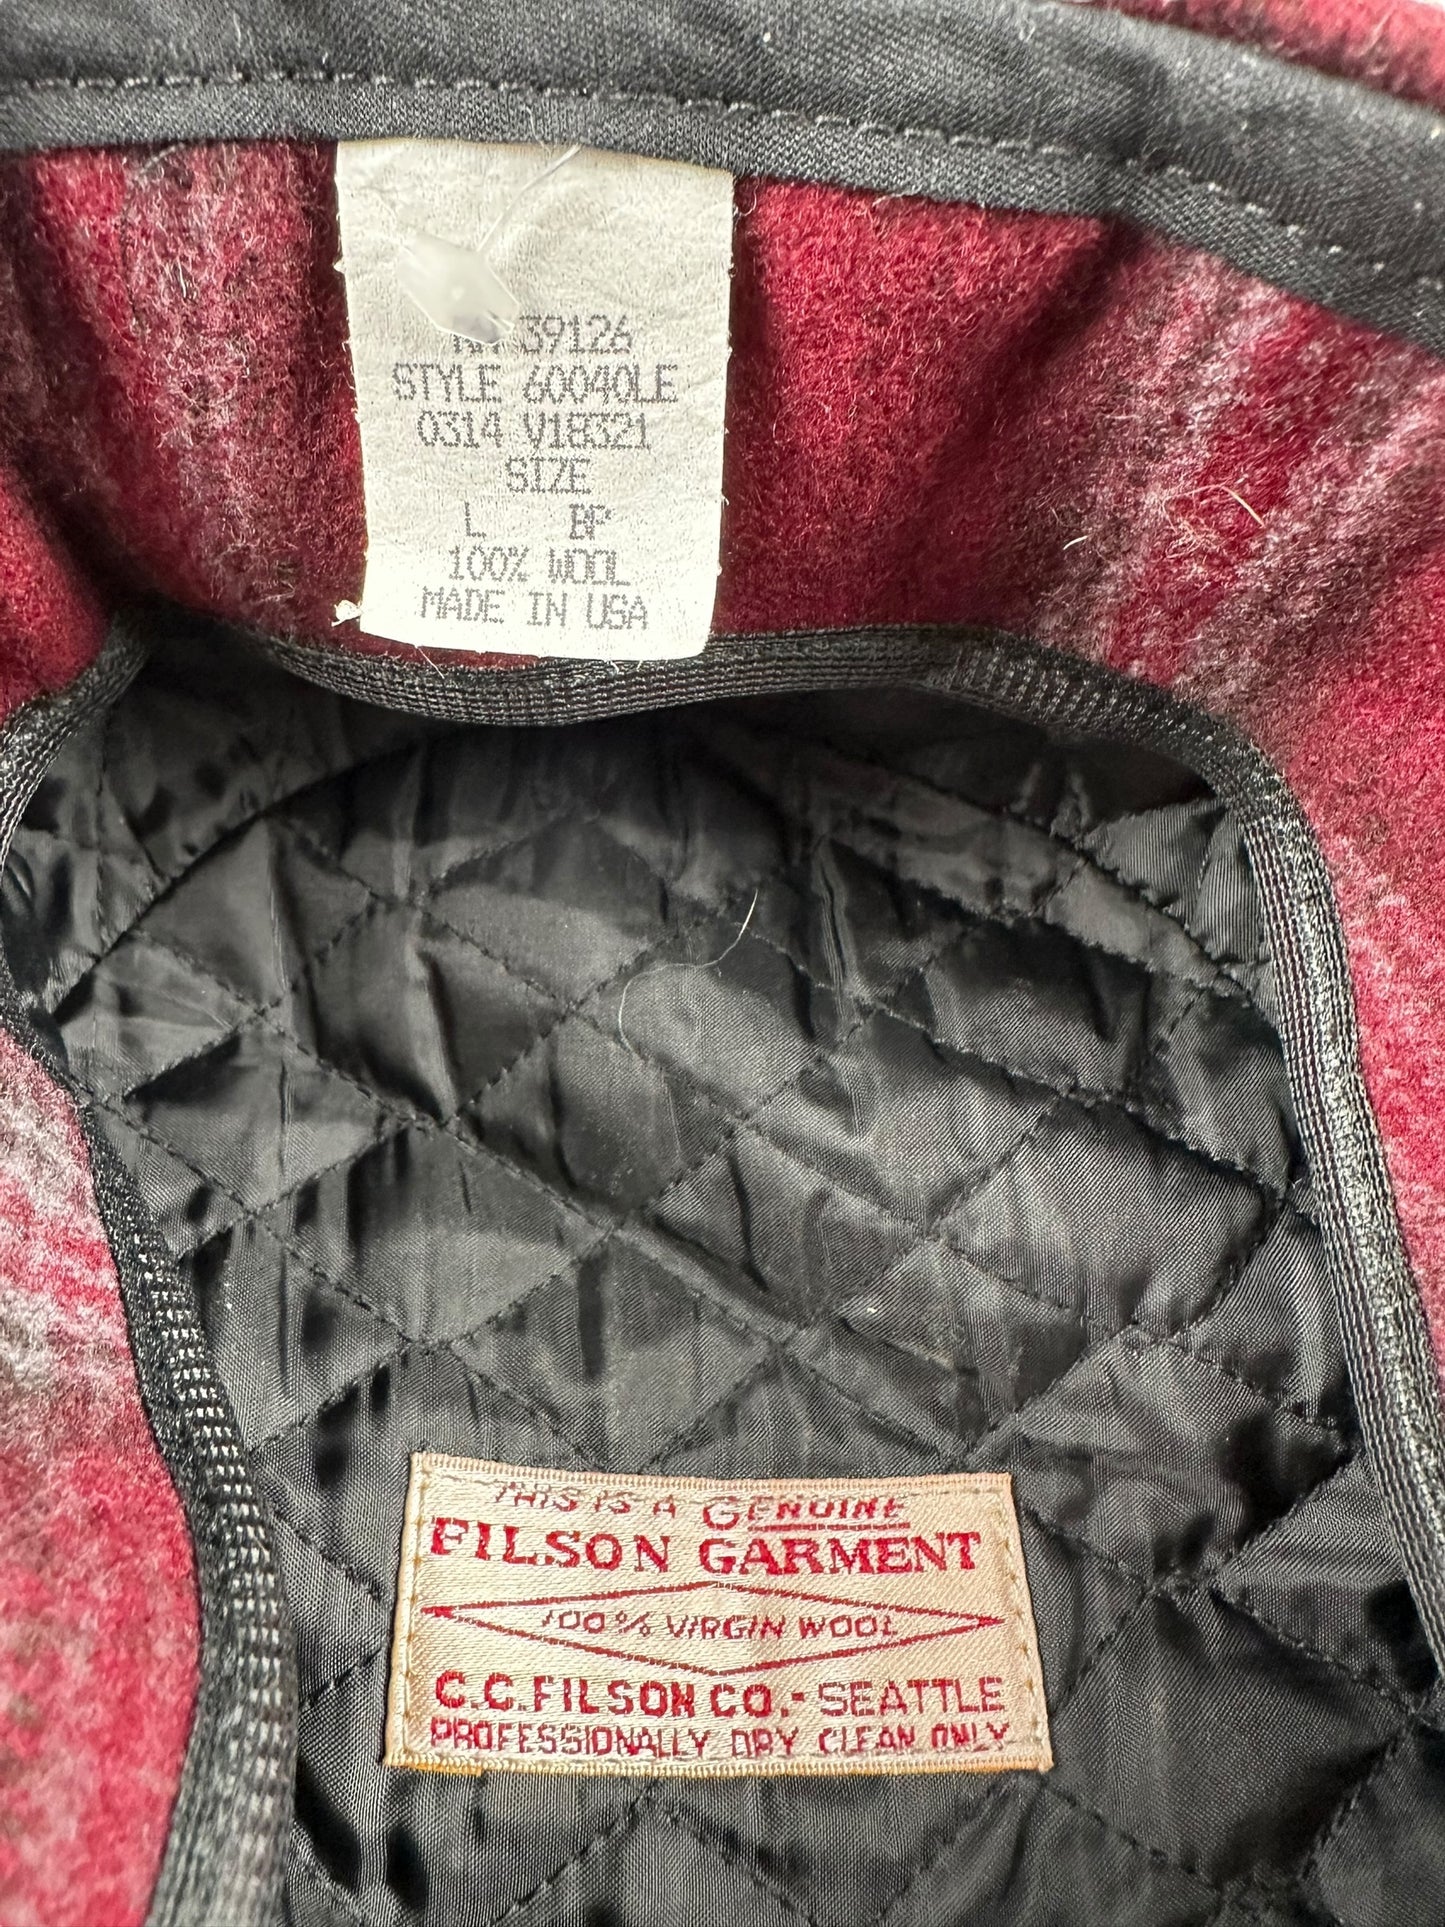 RN 39126
STYLE 60040LE
0314 V18321
SIZE
L BP
100% WOOL
MADE IN USA
THIS IS A GENUINE
FILSON GARMENT
100% VIRGIN WOOL
C.C.FILSON CO.-SEATTLE
PROFESSIONALLY DRY CLEAN ONLY